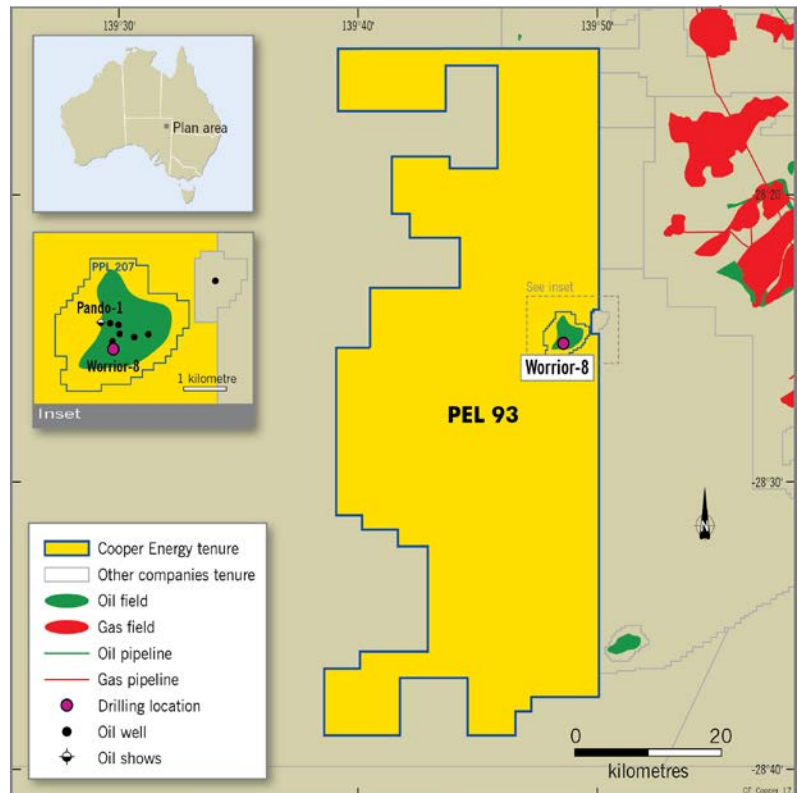 139°30'
139°40'
139°50'
Plan area
-28°20'
PPL 207
Pando-1
Worrior-8
1 kilometre
Inset
See inset
Worrior-8
PEL 93
-28°30'
N
Cooper Energy tenure
Other companies tenure
Oil field
Gas field
Oil pipeline
Gas pipeline
Drilling location
Oil well
Oil shows
0 20
kilometres
-28°40'